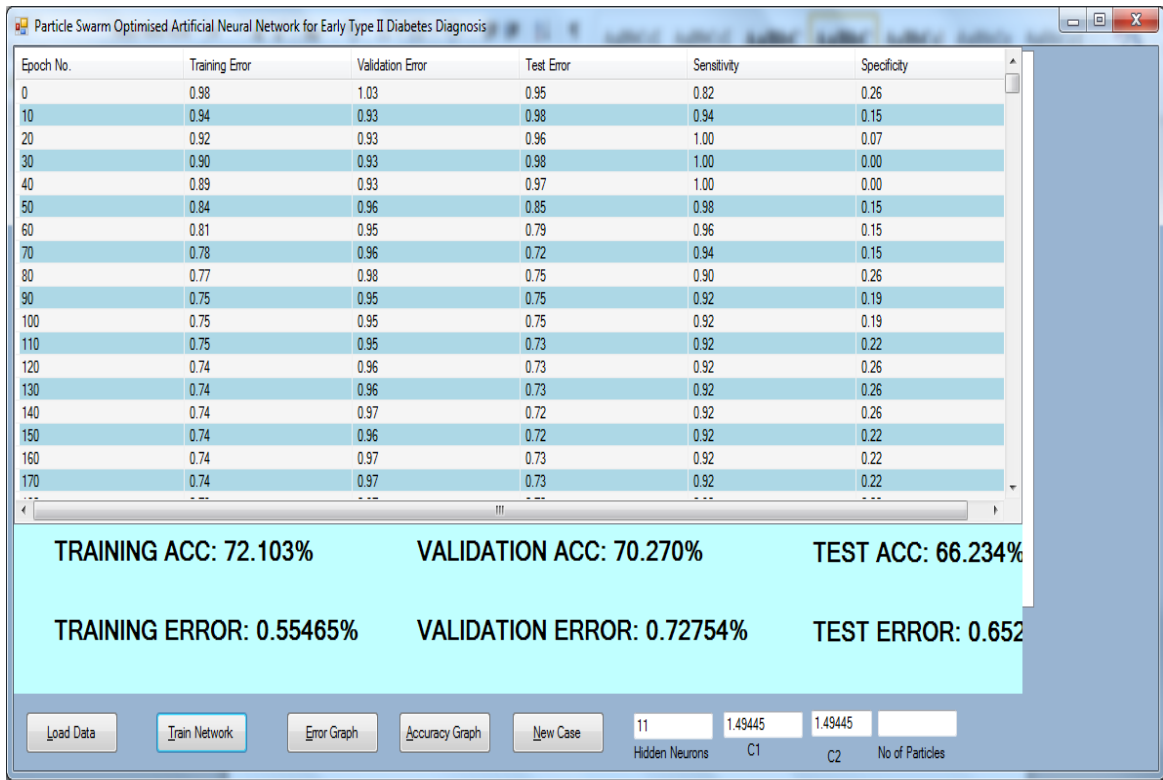 Particle Swarm Optimised Artificial Neural Network for Early Type II Diabetes Diagnosis
Epoch No. Training Error Validation Error Test Error Sensitivity Specificity
0 0.98 1.03 0.95 0.82 0.26
10 0.94 0.93 0.98 0.94 0.15
20 0.92 0.93 0.96 1.00 0.07
30 0.90 0.93 0.98 1.00 0.00
40 0.89 0.93 0.97 1.00 0.00
50 0.84 0.96 0.85 0.98 0.15
60 0.81 0.95 0.79 0.96 0.15
70 0.78 0.96 0.72 0.94 0.15
80 0.77 0.98 0.75 0.90 0.26
90 0.75 0.95 0.75 0.92 0.19
100 0.75 0.95 0.75 0.92 0.19
110 0.75 0.95 0.73 0.92 0.22
120 0.74 0.96 0.73 0.92 0.26
130 0.74 0.96 0.73 0.92 0.26
140 0.74 0.97 0.72 0.92 0.26
150 0.74 0.96 0.72 0.92 0.22
160 0.74 0.97 0.73 0.92 0.22
170 0.74 0.97 0.73 0.92 0.22
TRAINING ACC: 72.103% VALIDATION ACC: 70.270% TEST ACC: 66.234%
TRAINING ERROR: 0.55465% VALIDATION ERROR: 0.72754% TEST ERROR: 0.652
Load Data Train Network Error Graph Accuracy Graph New Case 11 1.49445 1.49445
Hidden Neurons C1 C2 No of Particles